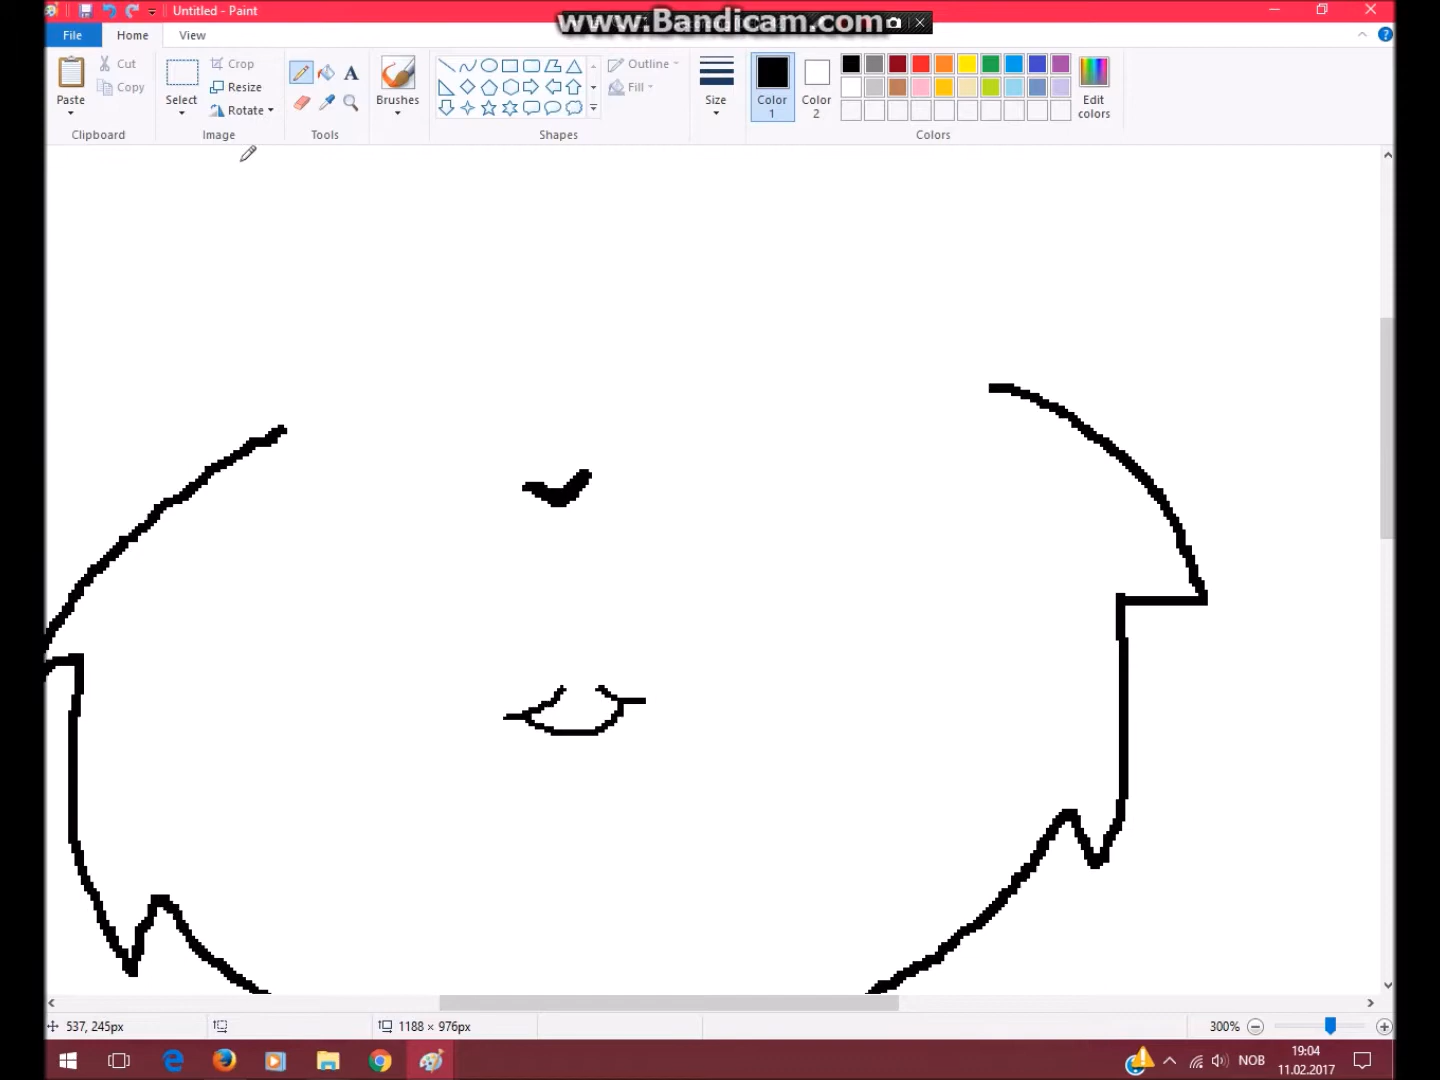 Untitled - Paint
www.Bandicam.com
File Home View
Paste
Cut
Copy
Clipboard
Select
Crop
Resize
Rotate
Image
A
Tools
Brushes
Outline
Fill
Shapes
Size
Color 1
Color 2
Edit colors
Colors
537, 245px
1188 × 976px
300%
NOB
19:04
11.02.2017